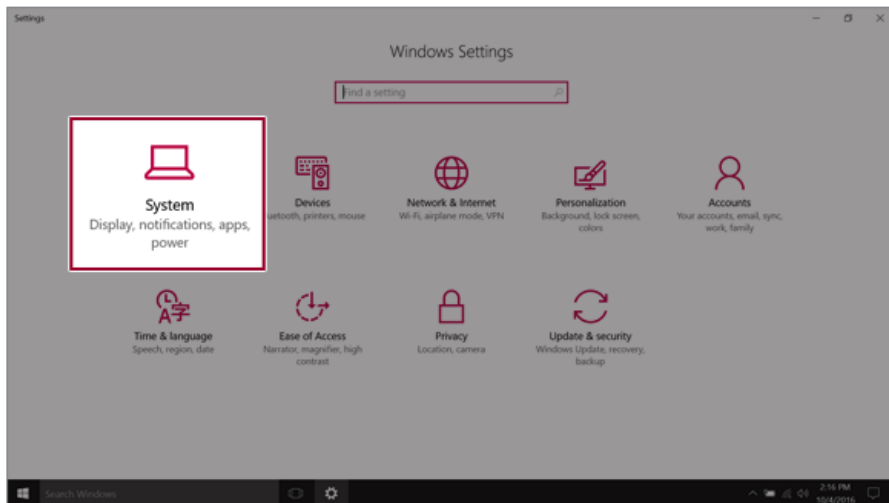 Settings
Windows Settings
Find a setting
System
Display, notifications, apps,
power
Devices
uetooth, printers, mouse
Network & Internet
Wi-Fi, airplane mode, VPN
Personalization
Background, lock screen,
colors
Accounts
Your accounts, email, sync,
work, family
A字
Time & language
Speech, region, date
Ease of Access
Narrator, magnifier, high
contrast
Privacy
Location, camera
Update & security
Windows Update, recovery,
backup
Search Windows
2:16 PM
10/4/2016